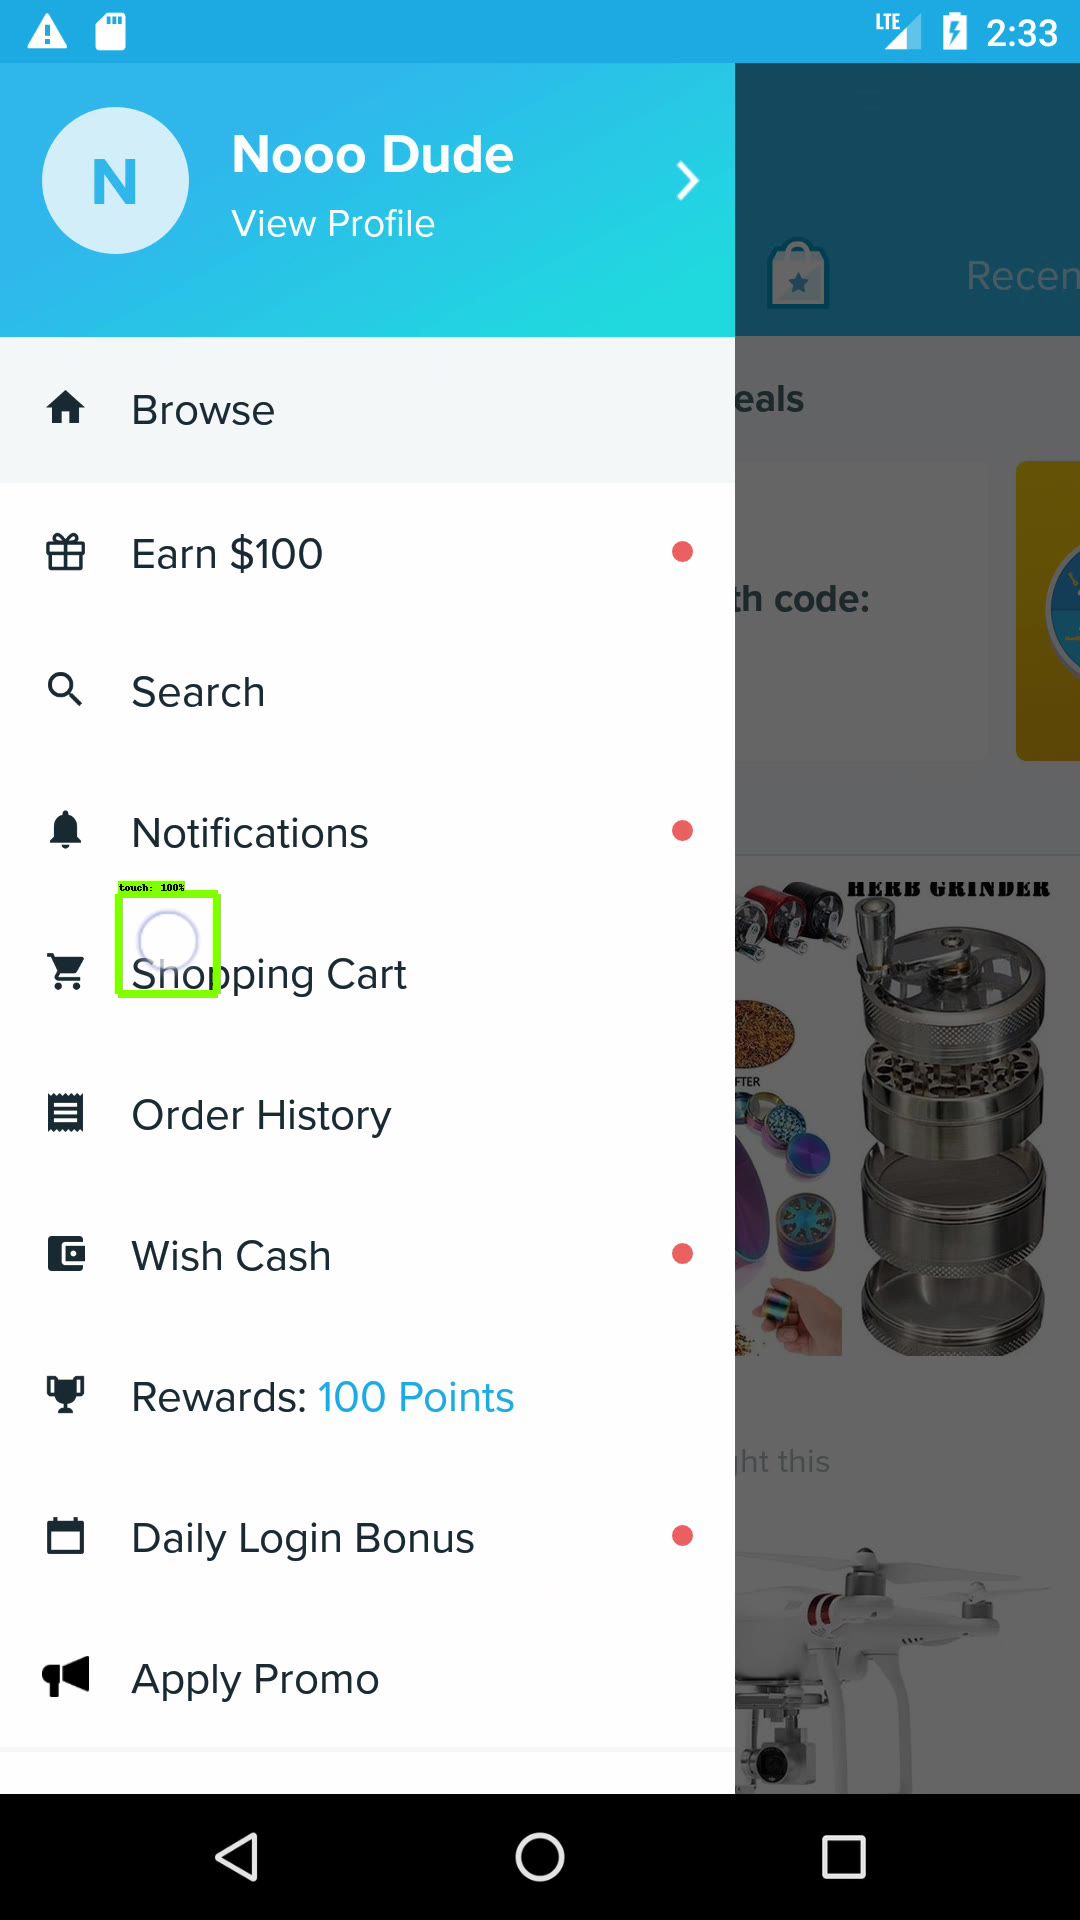 LTE 2:33
N
Nooo Dude
View Profile
Recen
Browse
eals
Earn $100
th code:
Search
Notifications
HERB GRINDER
touch: 100%
Shopping Cart
FTER
Order History
Wish Cash
Rewards: 100 Points
ght this
Daily Login Bonus
Apply Promo